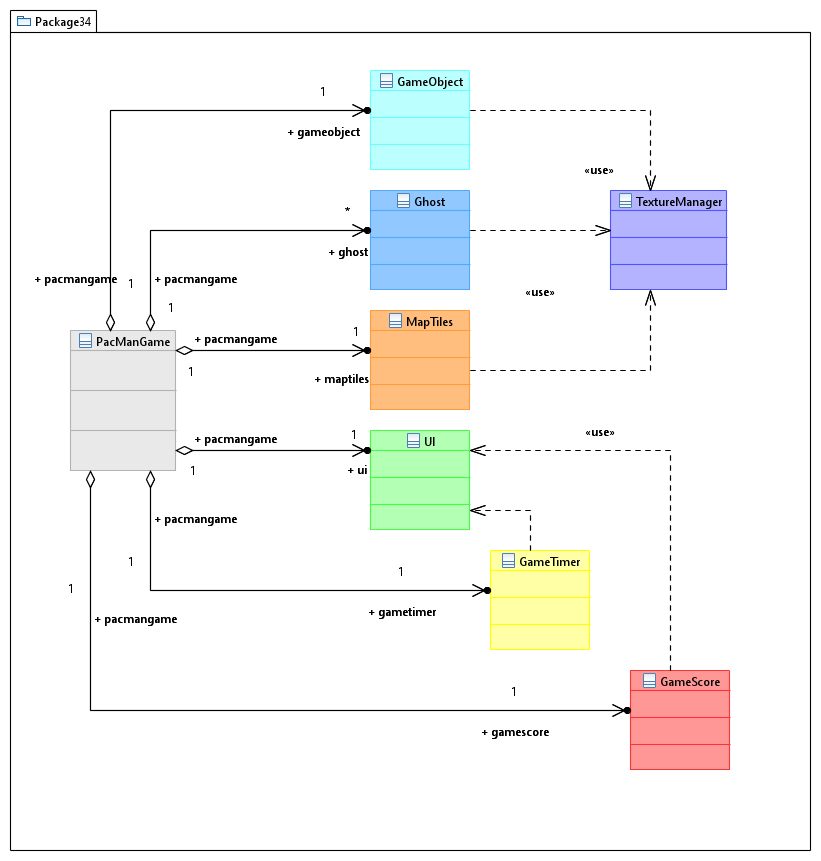 Package34
GameObject
1
+ gameobject
«use»
Ghost
TextureManager
*
+ ghost
+ pacmangame
1
+ pacmangame
1
«use»
MapTiles
PacManGame
+ pacmangame
1
1
+ maptiles
UI
+ pacmangame
1
«use»
1
+ ui
+ pacmangame
1
GameTimer
1
1
+ gametimer
+ pacmangame
GameScore
1
+ gamescore